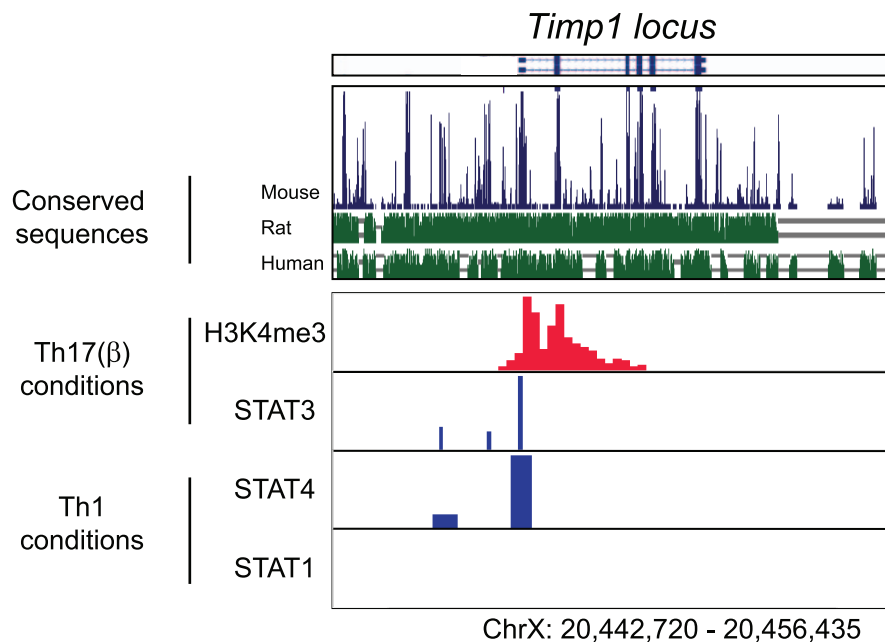 Timp1 locus
Conserved
sequences
Mouse
Rat
Human
Th17(β)
conditions
H3K4me3
STAT3
Th1
conditions
STAT4
STAT1
ChrX: 20,442,720 - 20,456,435